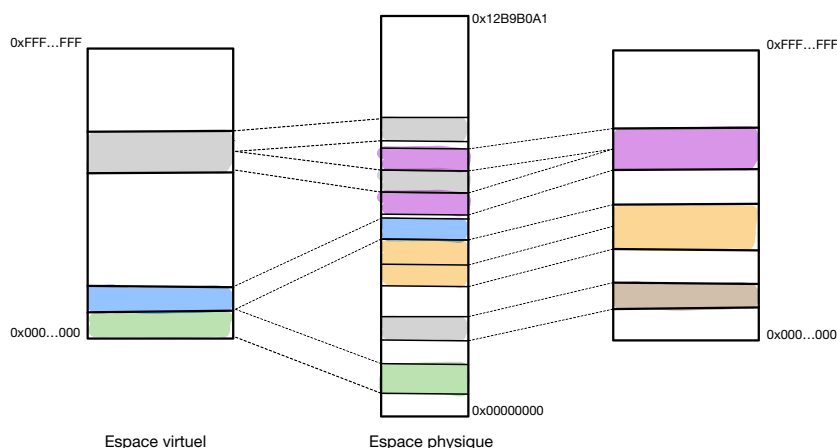 0x12B9B0A1
0xFFF...FFF
0xFFF...FFF
0x000...000
0x000...000
0x00000000
Espace virtuel
Espace physique